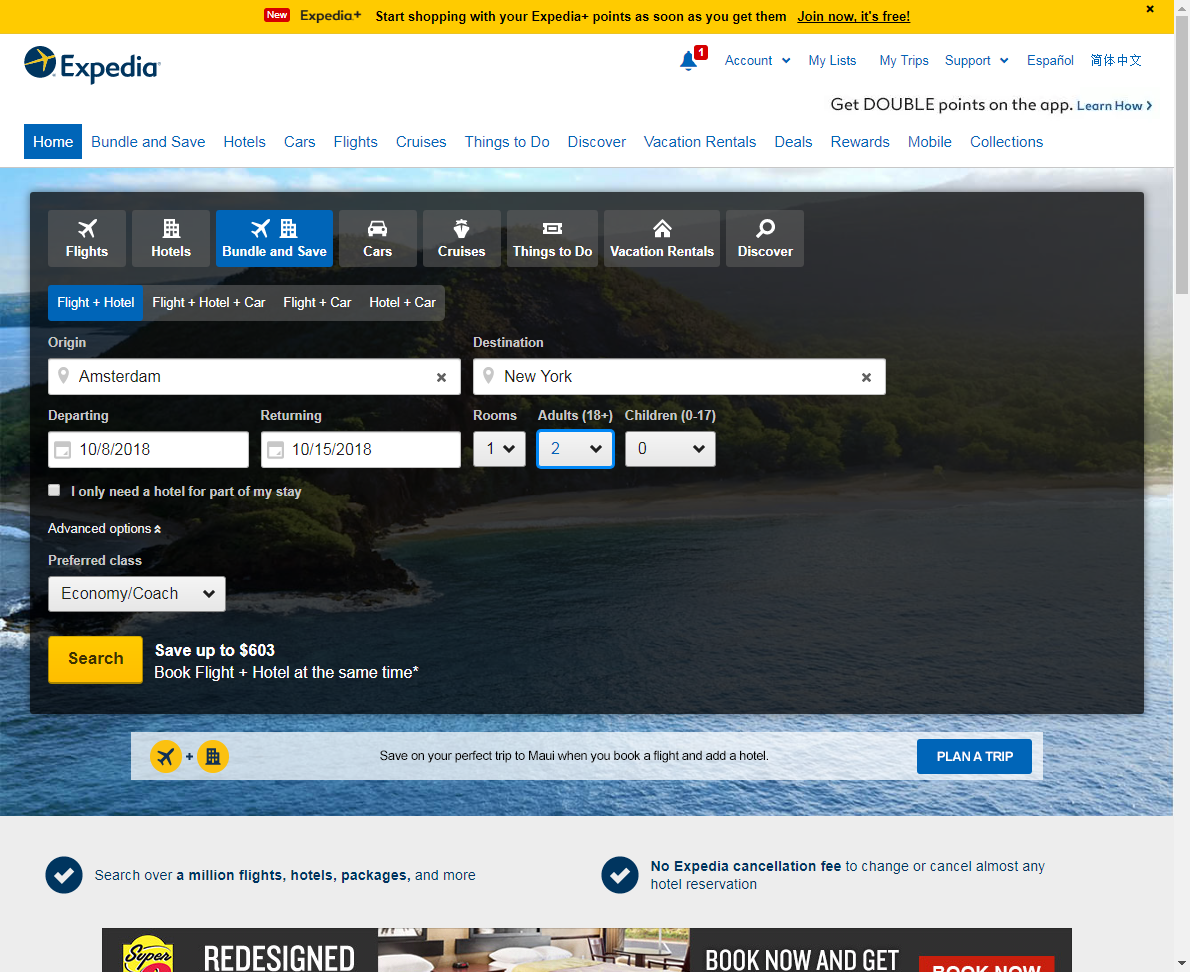 New Expedia+ Start shopping with your Expedia+ points as soon as you get them Join now, it's free!
Expedia
1 Account My Lists My Trips Support Español 简体中文
Get DOUBLE points on the app. Learn How
Home Bundle and Save Hotels Cars Flights Cruises Things to Do Discover Vacation Rentals Deals Rewards Mobile Collections
Flights Hotels Bundle and Save Cars Cruises Things to Do Vacation Rentals Discover
Flight + Hotel Flight + Hotel + Car Flight + Car Hotel + Car
Origin Destination
Amsterdam New York
Departing Returning Rooms Adults (18+) Children (0-17)
10/8/2018 10/15/2018 1 2 0
I only need a hotel for part of my stay
Advanced options
Preferred class
Economy/Coach
Search Save up to $603
Book Flight + Hotel at the same time*
+ Save on your perfect trip to Maui when you book a flight and add a hotel. PLAN A TRIP
Search over a million flights, hotels, packages, and more
No Expedia cancellation fee to change or cancel almost any
hotel reservation
Super REDESIGNED BOOK NOW AND GET BOOK NOW